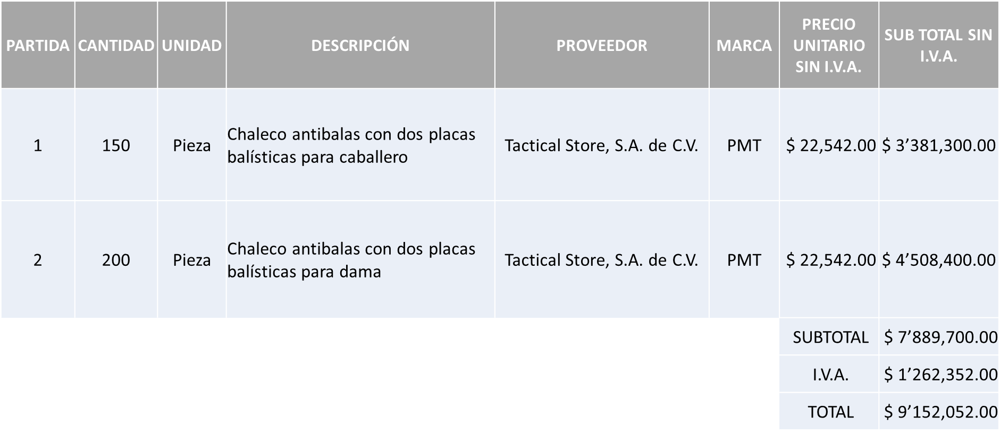 PARTIDA CANTIDAD UNIDAD DESCRIPCIÓN PROVEEDOR MARCA PRECIO UNITARIO SIN I.V.A. SUB TOTAL SIN I.V.A.
1 150 Pieza Chaleco antibalas con dos placas balísticas para caballero Tactical Store, S.A. de C.V. PMT $ 22,542.00 $ 3’381,300.00
2 200 Pieza Chaleco antibalas con dos placas balísticas para dama Tactical Store, S.A. de C.V. PMT $ 22,542.00 $ 4’508,400.00
SUBTOTAL $ 7’889,700.00
I.V.A. $ 1’262,352.00
TOTAL $ 9’152,052.00